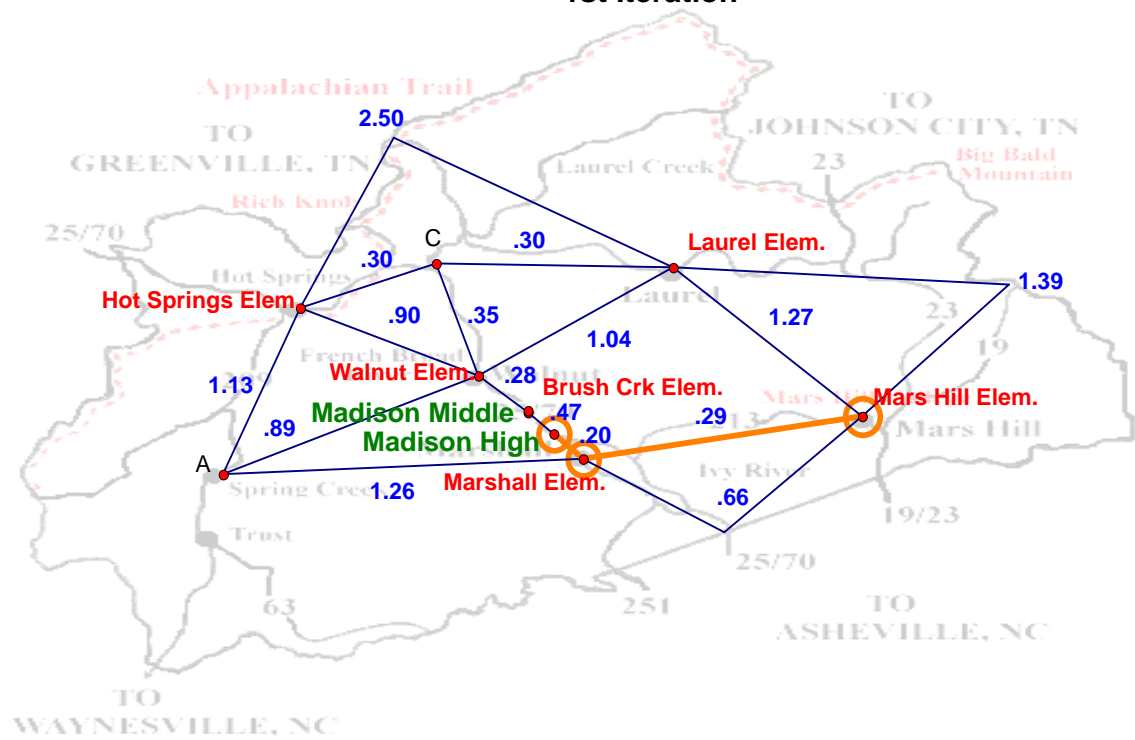 1st Iteration
Appalachian Trail
2.50
TO
GREENVILLE, TN
TO
JOHNSON CITY, TN
Laurel Creek
23
Big Bald
Mountain
Rich Knob
25/70
C
.30
.30
Laurel Elem.
Hot Springs
Hot Springs Elem.
Laurel
1.39
.90
.35
1.27
23
1.04
19
French Broad
Walnut Elem.
Walnut
.28
1.13
209
Brush Crk Elem.
Mars Hill Elem.
Madison Middle
.47
.29
213
.89
Madison High
.20
Mars Hill
A
Marshall Elem.
Ivy River
Spring Creek
1.26
.66
19/23
Trust
25/70
63
251
TO
ASHEVILLE, NC
TO
WAYNESVILLE, NC